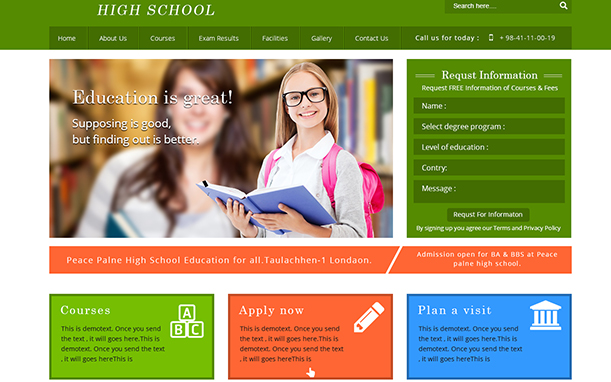 HIGH SCHOOL
Search here....
Home About Us Courses Exam Results Facilities Gallery Contact Us Call us for today : + 98-41-11-00-19
Education is great!
Supposing is good,
but finding out is better.
Requst Information
Request FREE Information of Courses & Fees
Name :
Select degree program :
Level of education :
Contry:
Message :
Requst For Informaton
By signing up you agree our Terms and Privacy Policy
Peace Palne High School Education for all.Taulachhen-1 Londaon.
Admission open for BA & BBS at Peace
palne high school.
Courses
This is demotext. Once you send
the text , it will goes here.This is
demotext. Once you send the text
, it will goes hereThis is
A
B C
Apply now
This is demotext. Once you send
the text , it will goes here.This is
demotext. Once you send the text
, it will goes hereThis is
Plan a visit
This is demotext. Once you send
the text , it will goes here.This is
demotext. Once you send the text
, it will goes hereThis is